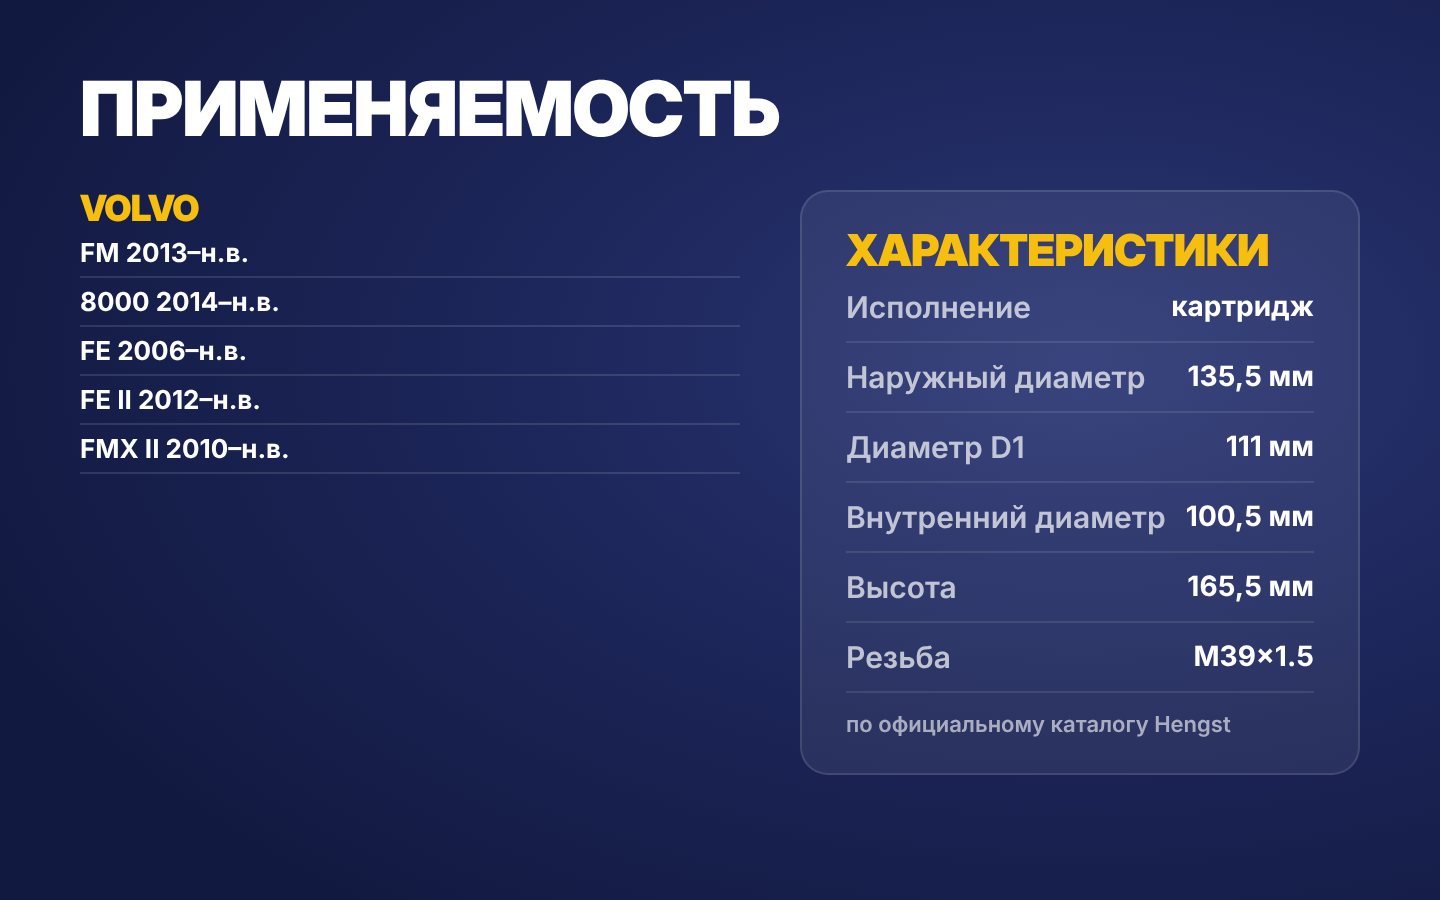 ПРИМЕНЯЕМОСТЬ
VOLVO
FM 2013–н.в.
8000 2014–н.в.
FE 2006–н.в.
FE II 2012–н.в.
FMX II 2010–н.в.
ХАРАКТЕРИСТИКИ
Исполнение картридж
Наружный диаметр 135,5 мм
Диаметр D1 111 мм
Внутренний диаметр 100,5 мм
Высота 165,5 мм
Резьба M39×1.5
по официальному каталогу Hengst